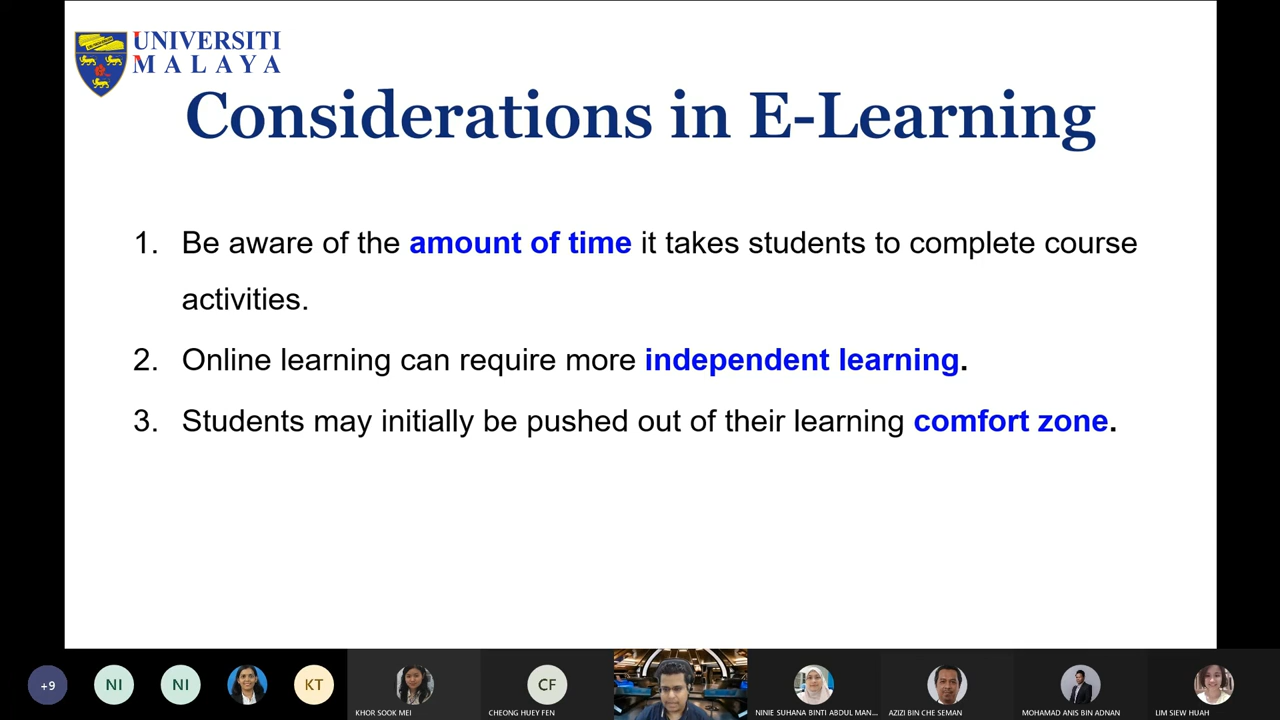 UNIVERSITI
MALAYA
Considerations in E-Learning
1. Be aware of the amount of time it takes students to complete course
activities.
2. Online learning can require more independent learning.
3. Students may initially be pushed out of their learning comfort zone.
+9
NI
NI
KT
KHOR SOOK MEI
CF
CHEONG HUEY FEN
NINIE SUHANA BINTI ABDUL MAN...
AZIZI BIN CHE SEMAN
MOHAMAD ANIS BIN ADNAN
LIM SIEW HUAH